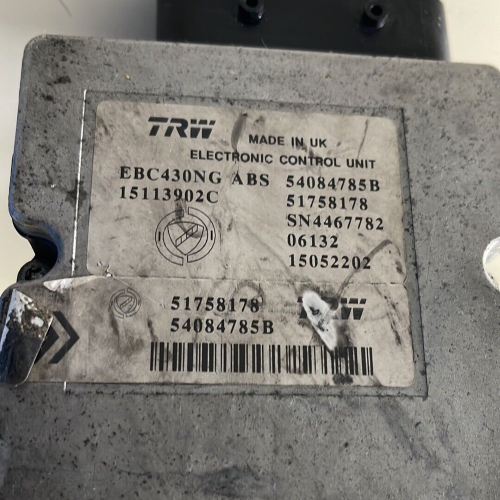 TRW
MADE IN UK
ELECTRONIC CONTROL UNIT
EBC430NG ABS 54084785B
15113902C 51758178
SN4467782
06132
15052202
51758178 TRW
54084785B